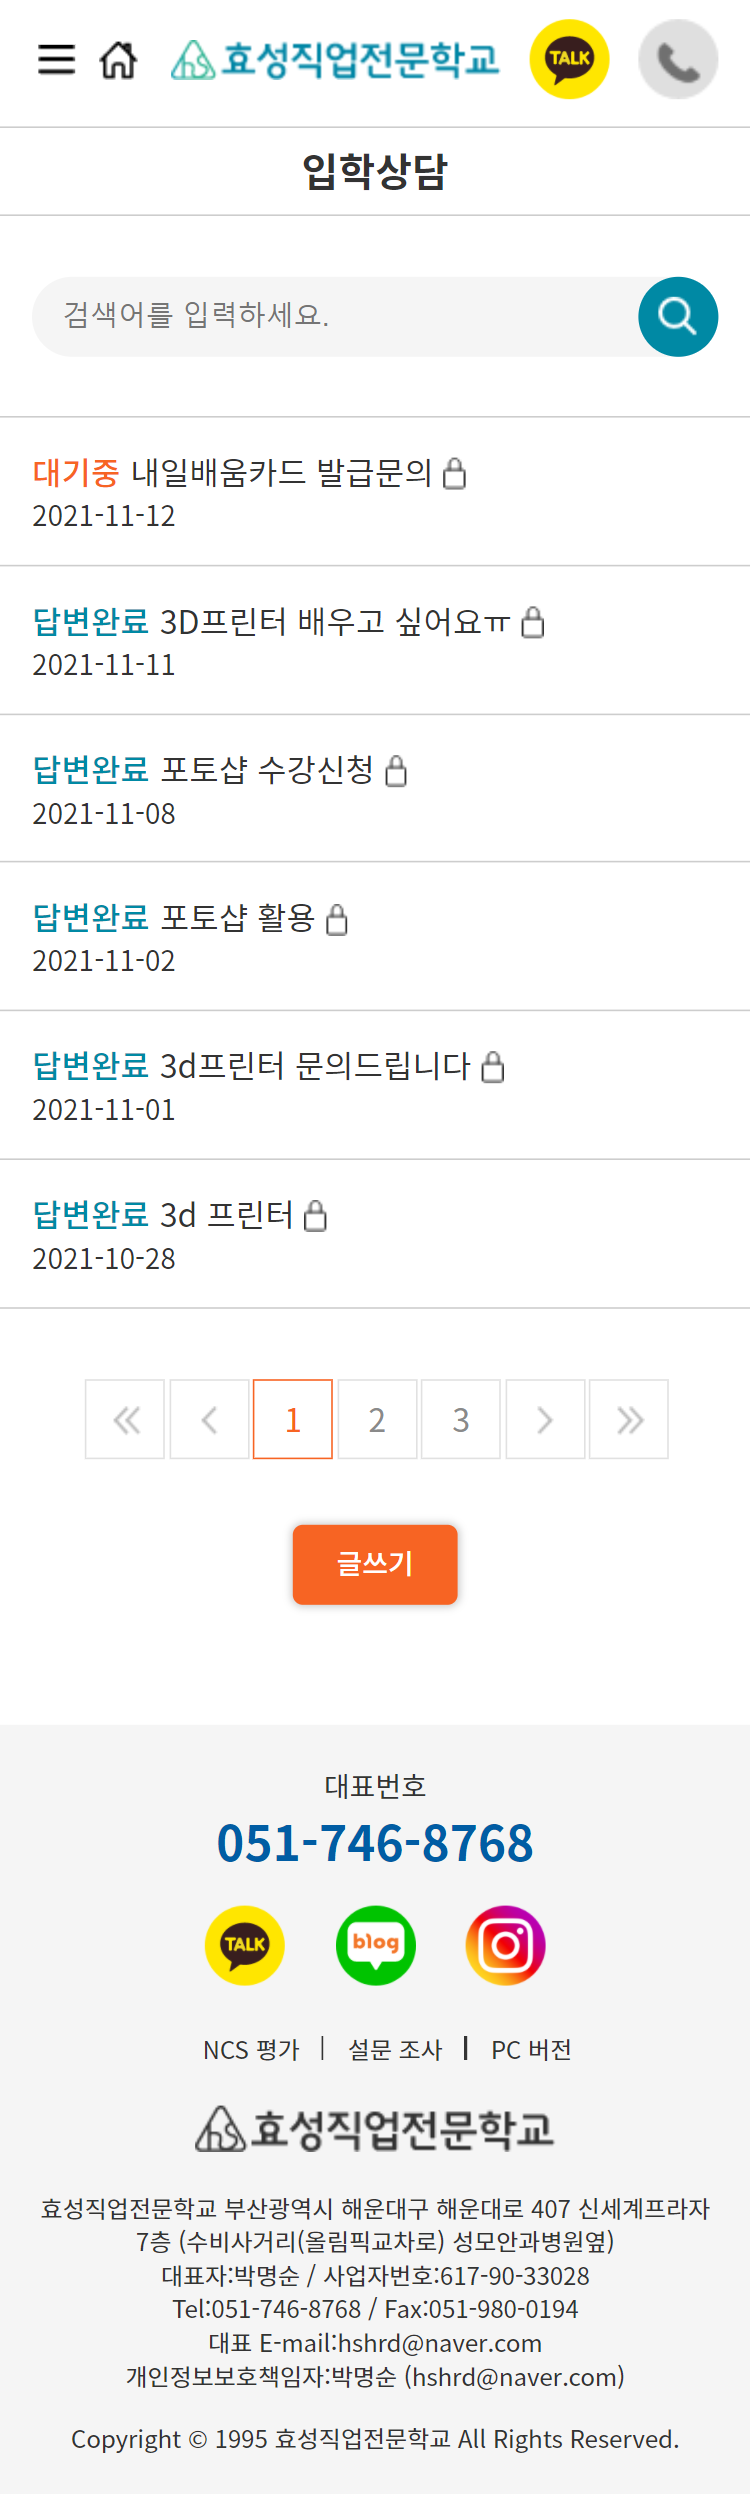 효성직업전문학교 TALK
입학상담
검색어를 입력하세요.
대기중 내일배움카드 발급문의
2021-11-12
답변완료 3D프린터 배우고 싶어요ㅠ
2021-11-11
답변완료 포토샵 수강신청
2021-11-08
답변완료 포토샵 활용
2021-11-02
답변완료 3d프린터 문의드립니다
2021-11-01
답변완료 3d 프린터
2021-10-28
1 2 3
글쓰기
대표번호
051-746-8768
TALK blog
NCS 평가 | 설문 조사 | PC 버전
hs 효성직업전문학교
효성직업전문학교 부산광역시 해운대구 해운대로 407 신세계프라자
7층 (수비사거리(올림픽교차로) 성모안과병원옆)
대표자:박명순 / 사업자번호:617-90-33028
Tel:051-746-8768 / Fax:051-980-0194
대표 E-mail:hshrd@naver.com
개인정보보호책임자:박명순 (hshrd@naver.com)
Copyright © 1995 효성직업전문학교 All Rights Reserved.